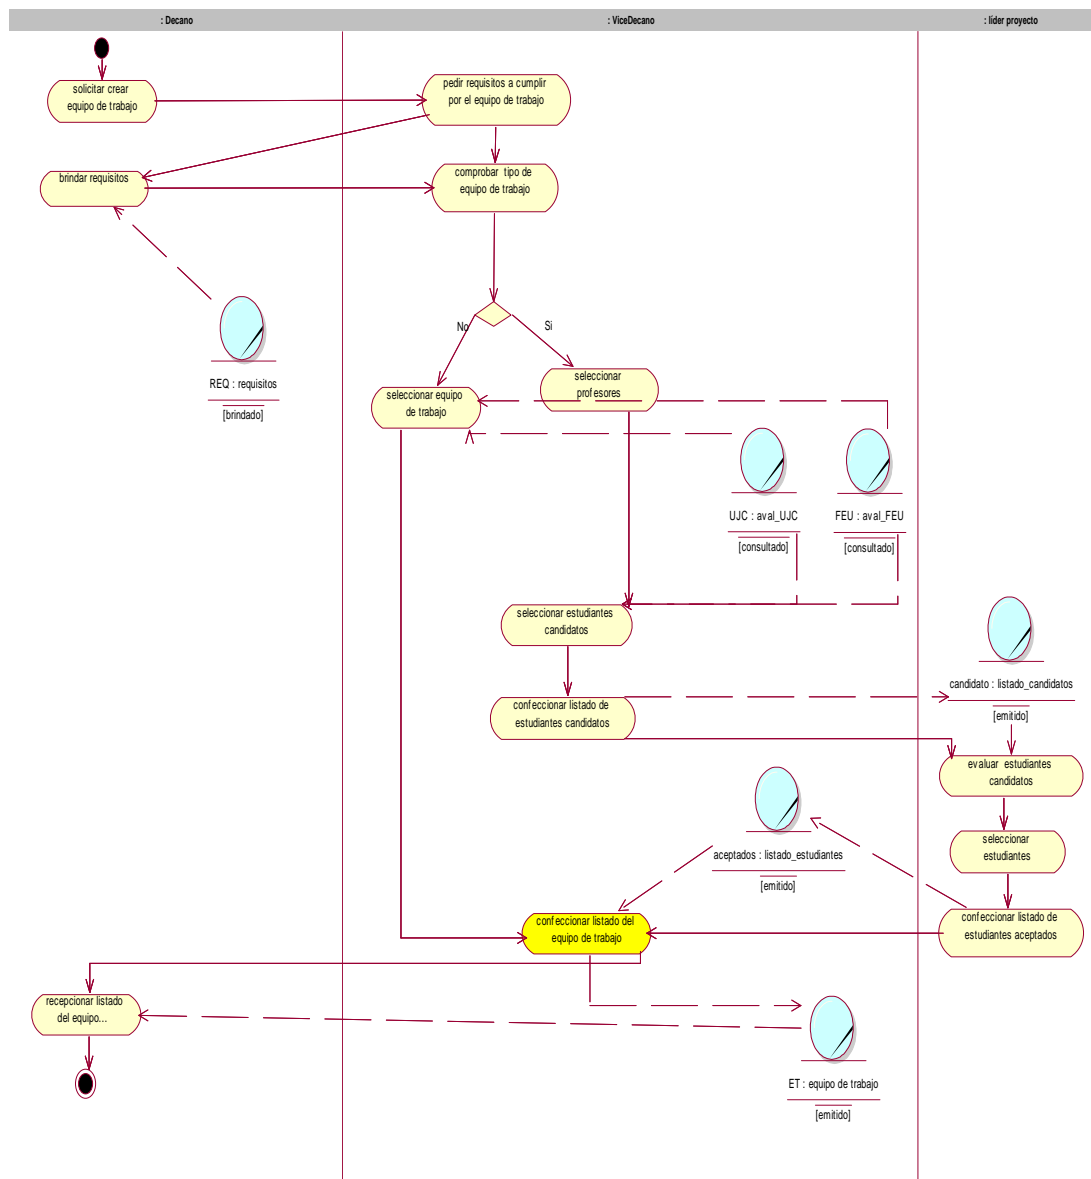 : Decano
: ViceDecano
: líder proyecto
solicitar crear
equipo de trabajo
pedir requisitos a cumplir
por el equipo de trabajo
brindar requisitos
comprobar tipo de
equipo de trabajo
No
Si
REQ : requisitos
[brindado]
seleccionar equipo
de trabajo
seleccionar
profesores
UJC : aval_UJC
[consultado]
FEU : aval_FEU
[consultado]
seleccionar estudiantes
candidatos
confeccionar listado de
estudiantes candidatos
candidato : listado_candidatos
[emitido]
evaluar estudiantes
candidatos
seleccionar
estudiantes
aceptados : listado_estudiantes
[emitido]
confeccionar listado del
equipo de trabajo
confeccionar listado de
estudiantes aceptados
recepcionar listado
del equipo...
ET : equipo de trabajo
[emitido]